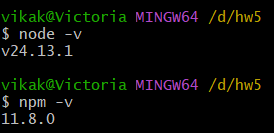 vikak@Victoria MINGW64 /d/hw5
$ node -v
v24.13.1
vikak@Victoria MINGW64 /d/hw5
$ npm -v
11.8.0